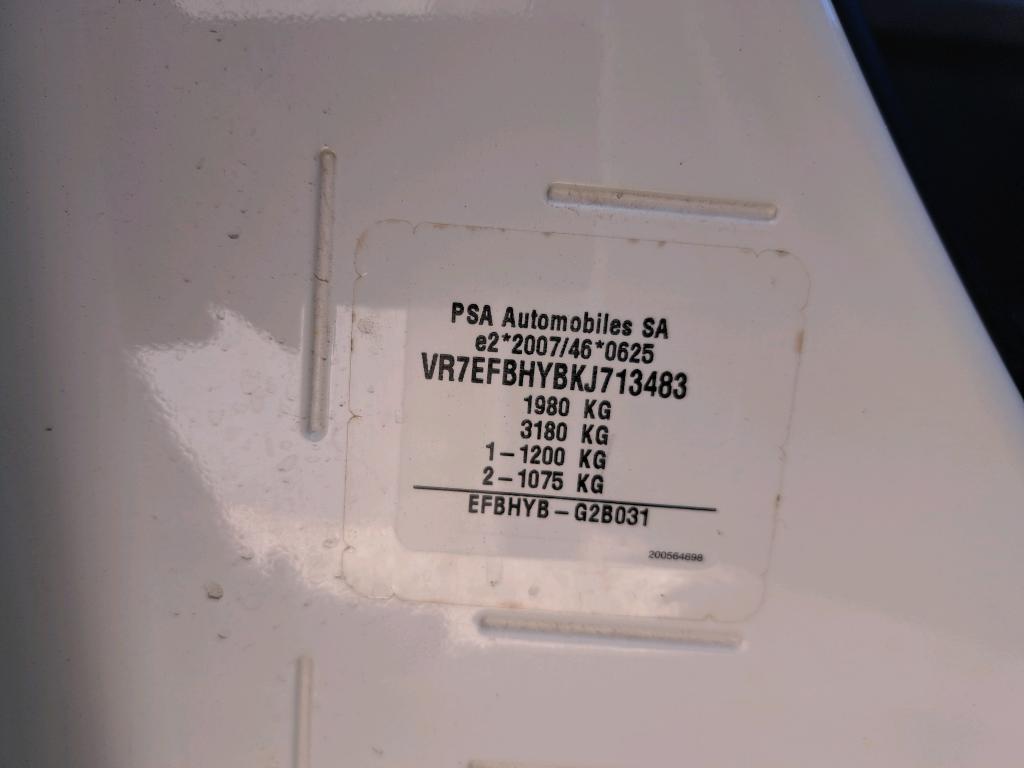 PSA Automobiles SA
e2*2007/46*0625
VR7EFBHYBKJ713483
1980 KG
3180 KG
1-1200 KG
2-1075 KG
EFBHYB-G2B031
200564698